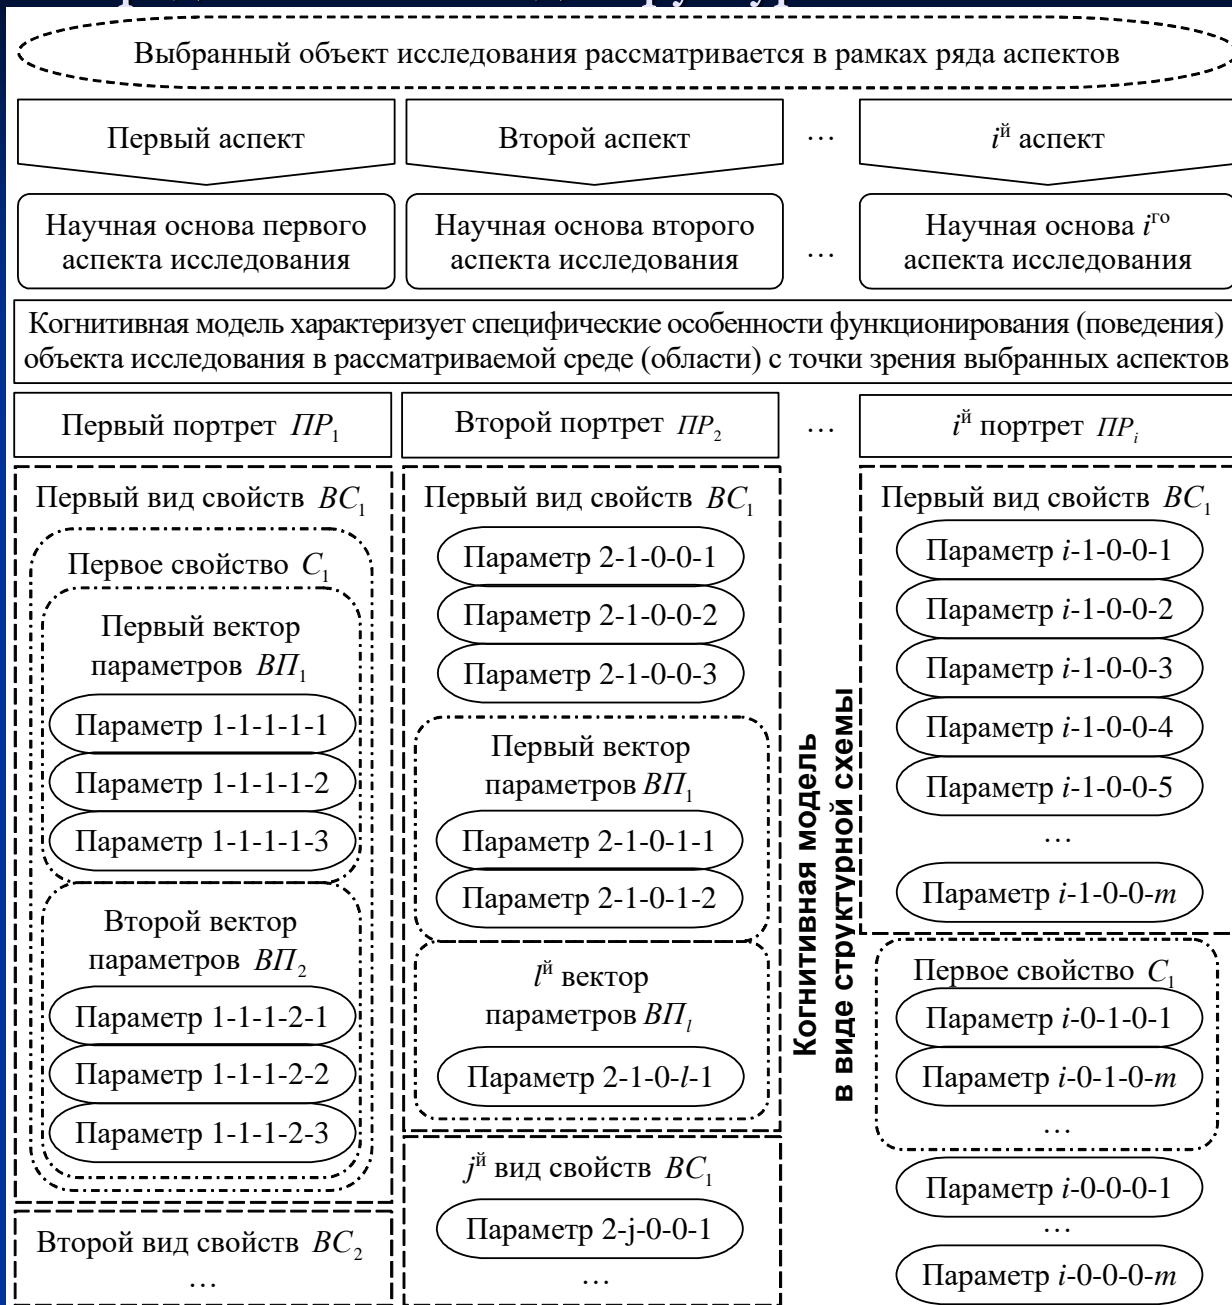 Выбранный объект исследования рассматривается в рамках ряда аспектов
Первый аспект
Второй аспект
...
iй аспект
Научная основа первого
аспекта исследования
Научная основа второго
аспекта исследования
...
Научная основа iго
аспекта исследования
Когнитивная модель характеризует специфические особенности функционирования (поведения)
объекта исследования в рассматриваемой среде (области) с точки зрения выбранных аспектов
Первый портрет ПР1
Второй портрет ПР2
...
iй портрет ПРi
Первый вид свойств ВС1
Первое свойство С1
Первый вектор
параметров ВП1
Параметр 1-1-1-1-1
Параметр 1-1-1-1-2
Параметр 1-1-1-1-3
Второй вектор
параметров ВП2
Параметр 1-1-1-2-1
Параметр 1-1-1-2-2
Параметр 1-1-1-2-3
Второй вид свойств ВС2
...
Первый вид свойств ВС1
Параметр 2-1-0-0-1
Параметр 2-1-0-0-2
Параметр 2-1-0-0-3
Первый вектор
параметров ВП1
Параметр 2-1-0-1-1
Параметр 2-1-0-1-2
lй вектор
параметров ВПl
Параметр 2-1-0-l-1
jй вид свойств ВС1
Параметр 2-j-0-0-1
...
Когнитивная модель
в виде структурной схемы
Первый вид свойств ВС1
Параметр i-1-0-0-1
Параметр i-1-0-0-2
Параметр i-1-0-0-3
Параметр i-1-0-0-4
Параметр i-1-0-0-5
...
Параметр i-1-0-0-m
Первое свойство С1
Параметр i-0-1-0-1
Параметр i-0-1-0-m
...
Параметр i-0-0-0-1
...
Параметр i-0-0-0-m